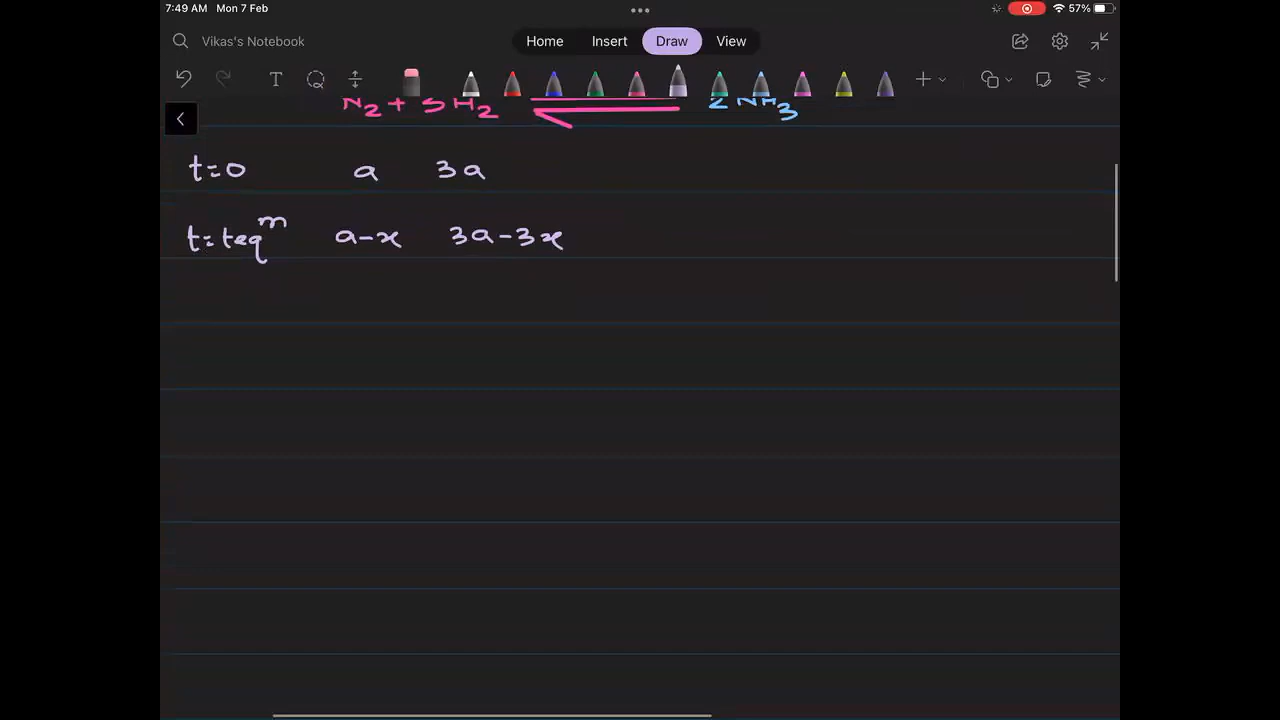 7:49 AM Mon 7 Feb 57%
Vikas's Notebook Home Insert Draw View
N2 + 3H2 2NH3
t=0 a 3a
t=teq^m a-x 3a-3x